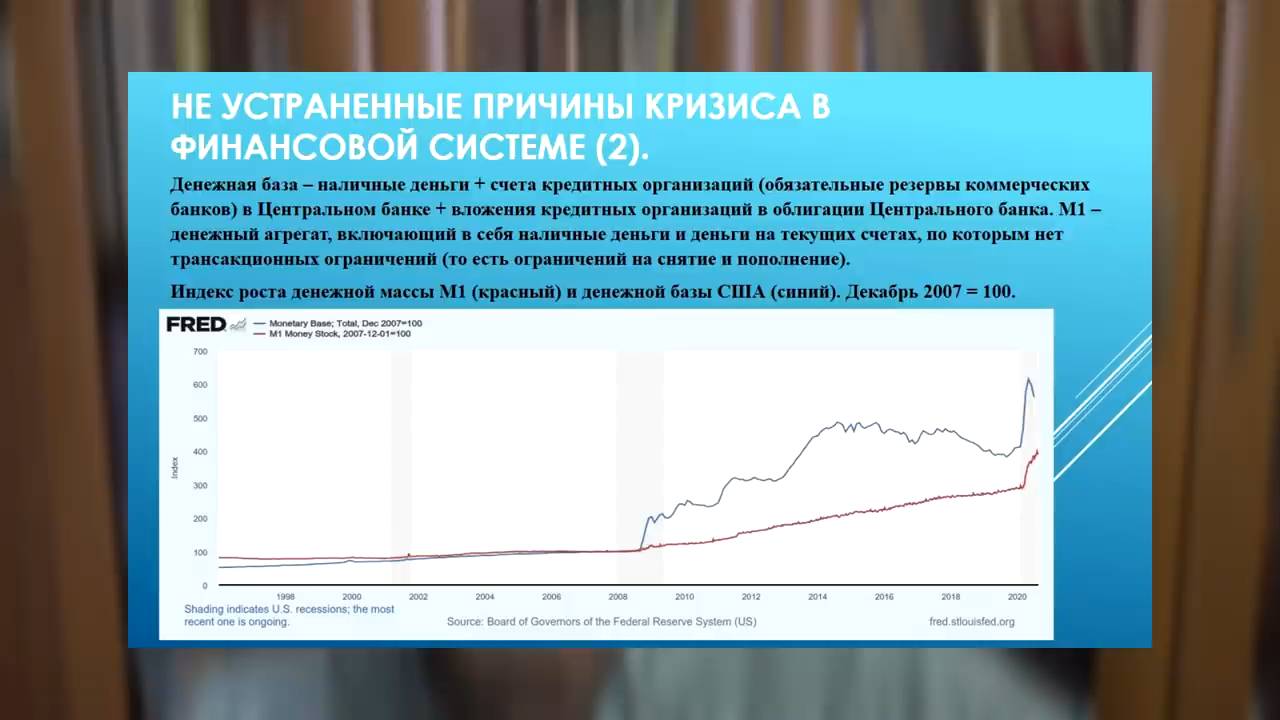 НЕ УСТРАНЕННЫЕ ПРИЧИНЫ КРИЗИСА В
ФИНАНСОВОЙ СИСТЕМЕ (2).
Денежная база – наличные деньги + счета кредитных организаций (обязательные резервы коммерческих
банков) в Центральном банке + вложения кредитных организаций в облигации Центрального банка. М1 –
денежный агрегат, включающий в себя наличные деньги и деньги на текущих счетах, по которым нет
трансакционных ограничений (то есть ограничений на снятие и пополнение).
Индекс роста денежной массы М1 (красный) и денежной базы США (синий). Декабрь 2007 = 100.
FRED
Monetary Base; Total, Dec 2007=100
M1 Money Stock, 2007-12-01=100
700
600
500
400
300
200
100
0
Index
1998 2000 2002 2004 2006 2008 2010 2012 2014 2016 2018 2020
Shading indicates U.S. recessions; the most
recent one is ongoing.
Source: Board of Governors of the Federal Reserve System (US)
fred.stlouisfed.org